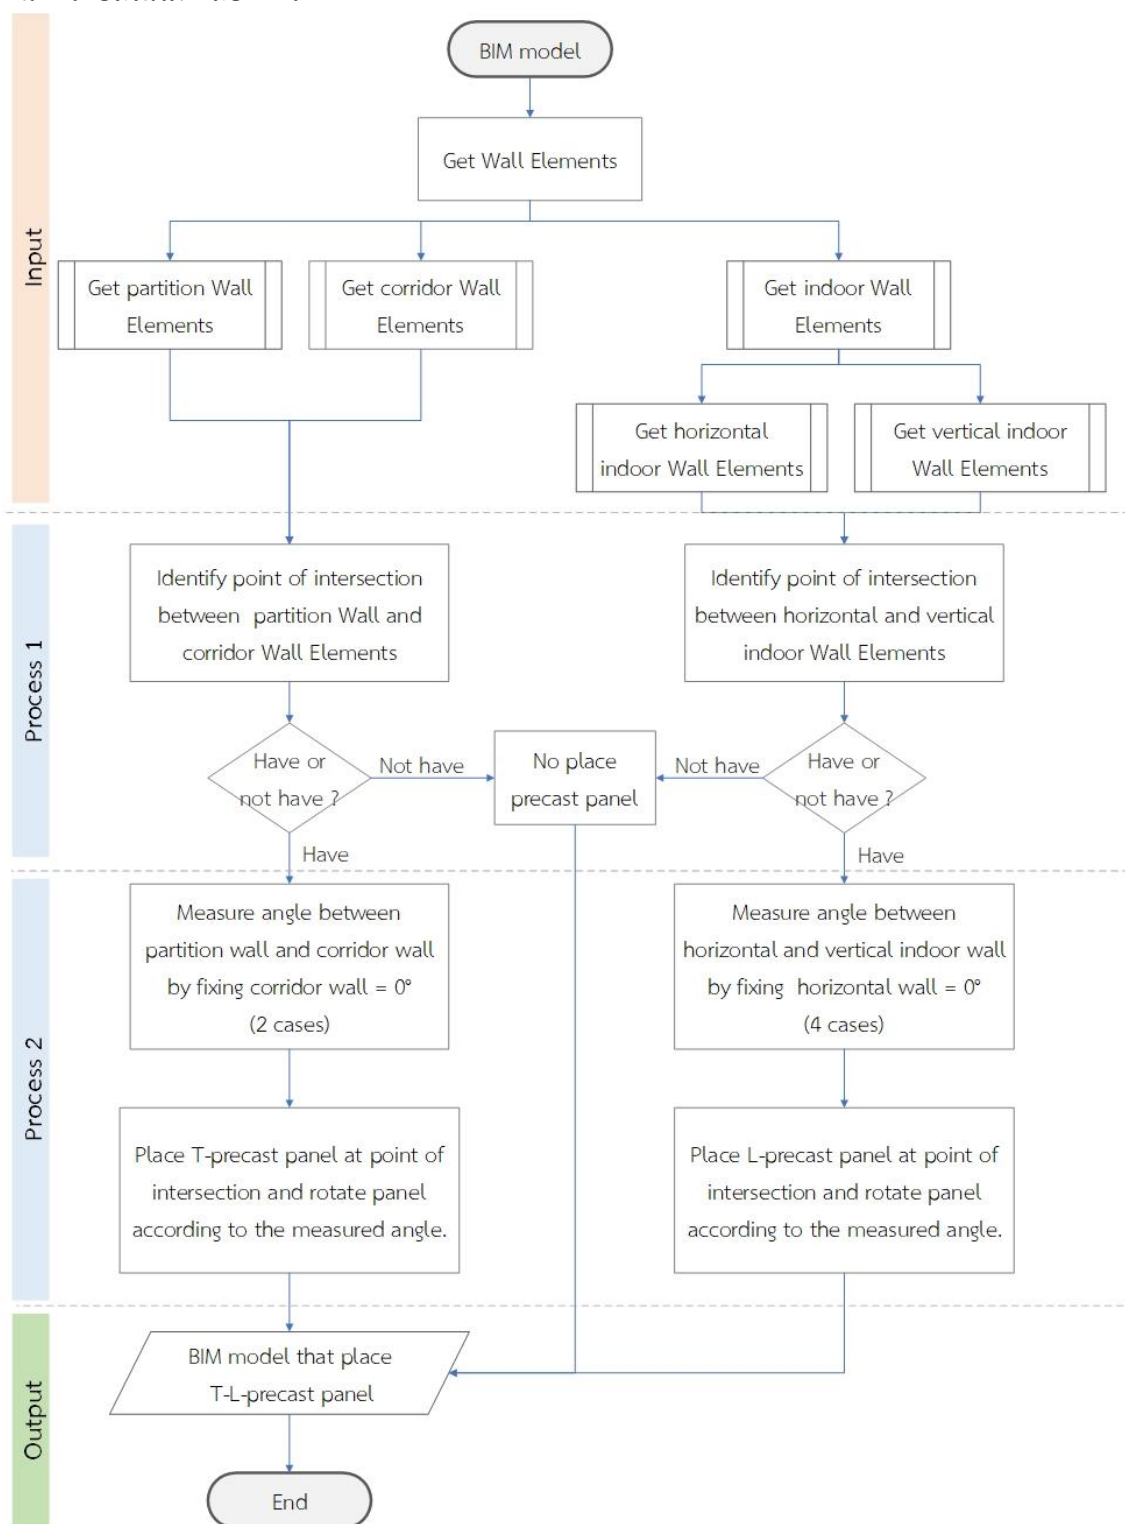 BIM model
Get Wall Elements
Input
Get partition Wall
Elements
Get corridor Wall
Elements
Get indoor Wall
Elements
Get horizontal
indoor Wall Elements
Get vertical indoor
Wall Elements
Process 1
Identify point of intersection
between partition Wall and
corridor Wall Elements
Identify point of intersection
between horizontal and vertical
indoor Wall Elements
Have or
not have ?
Not have
No place
precast panel
Not have
Have or
not have ?
Have
Have
Process 2
Measure angle between
partition wall and corridor wall
by fixing corridor wall = 0°
(2 cases)
Measure angle between
horizontal and vertical indoor wall
by fixing horizontal wall = 0°
(4 cases)
Place T-precast panel at point of
intersection and rotate panel
according to the measured angle.
Place L-precast panel at point of
intersection and rotate panel
according to the measured angle.
Output
BIM model that place
T-L-precast panel
End